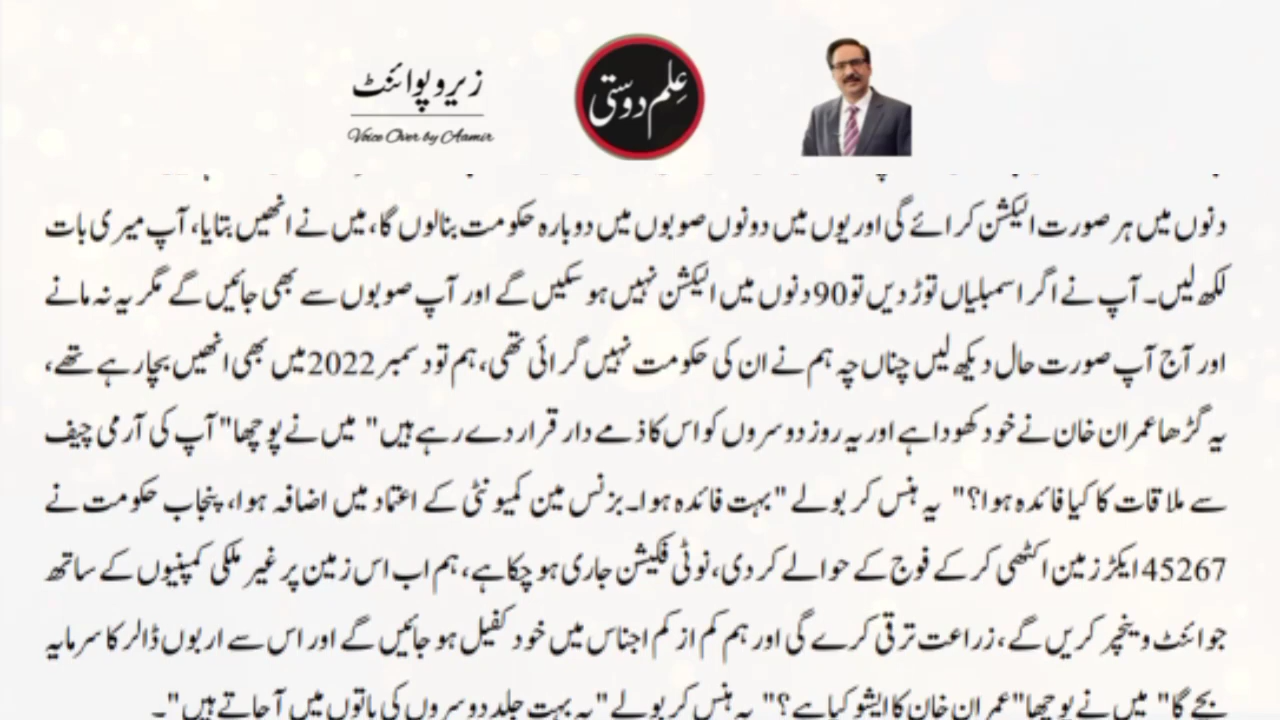 زیرو پوائنٹ
Voice Over by Aamir
علم دوستی
دنوں میں ہر صورت الیکشن کرائے گی اور یوں میں دونوں صوبوں میں دوبارہ حکومت بنالوں گا، میں نے انھیں بتایا، آپ میری بات
لکھ لیں۔ آپ نے اگر اسمبلیاں توڑ دیں تو 90 دنوں میں الیکشن نہیں ہو سکیں گے اور آپ صوبوں سے بھی جائیں گے مگر یہ نہ مانے
اور آج آپ صورت حال دیکھ لیں چناں چہ ہم نے ان کی حکومت نہیں گرائی تھی، ہم تو دسمبر 2022 میں بھی انھیں بچا رہے تھے،
یہ گڑھا عمران خان نے خود کھودا ہے اور یہ روز دوسروں کو اس کا ذمے دار قرار دے رہے ہیں" میں نے پوچھا" آپ کی آرمی چیف
سے ملاقات کا کیا فائدہ ہوا؟" یہ ہنس کر بولے "بہت فائدہ ہوا۔ بزنس مین کمیونٹی کے اعتماد میں اضافہ ہوا، پنجاب حکومت نے
45267 ایکڑ زمین اکٹھی کر کے فوج کے حوالے کر دی، نوٹی فکیشن جاری ہو چکا ہے، ہم اب اس زمین پر غیر ملکی کمپنیوں کے ساتھ
جوائنٹ وینچر کریں گے، زراعت ترقی کرے گی اور ہم کم از کم اجناس میں خود کفیل ہو جائیں گے اور اس سے اربوں ڈالر کا سرمایہ
بچے گا" میں نے پوچھا "عمران خان کا ایشو کیا ہے؟" یہ ہنس کر بولے "یہ بہت جلد دوسروں کی باتوں میں آ جاتے ہیں"۔